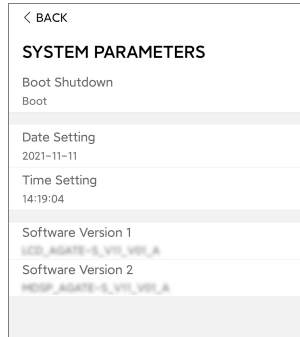 < BACK
SYSTEM PARAMETERS
Boot Shutdown
Boot
Date Setting
2021-11-11
Time Setting
14:19:04
Software Version 1
LCD_AGATE-S_V11_V01_A
Software Version 2
MDSP_AGATE-S_V11_V01_A